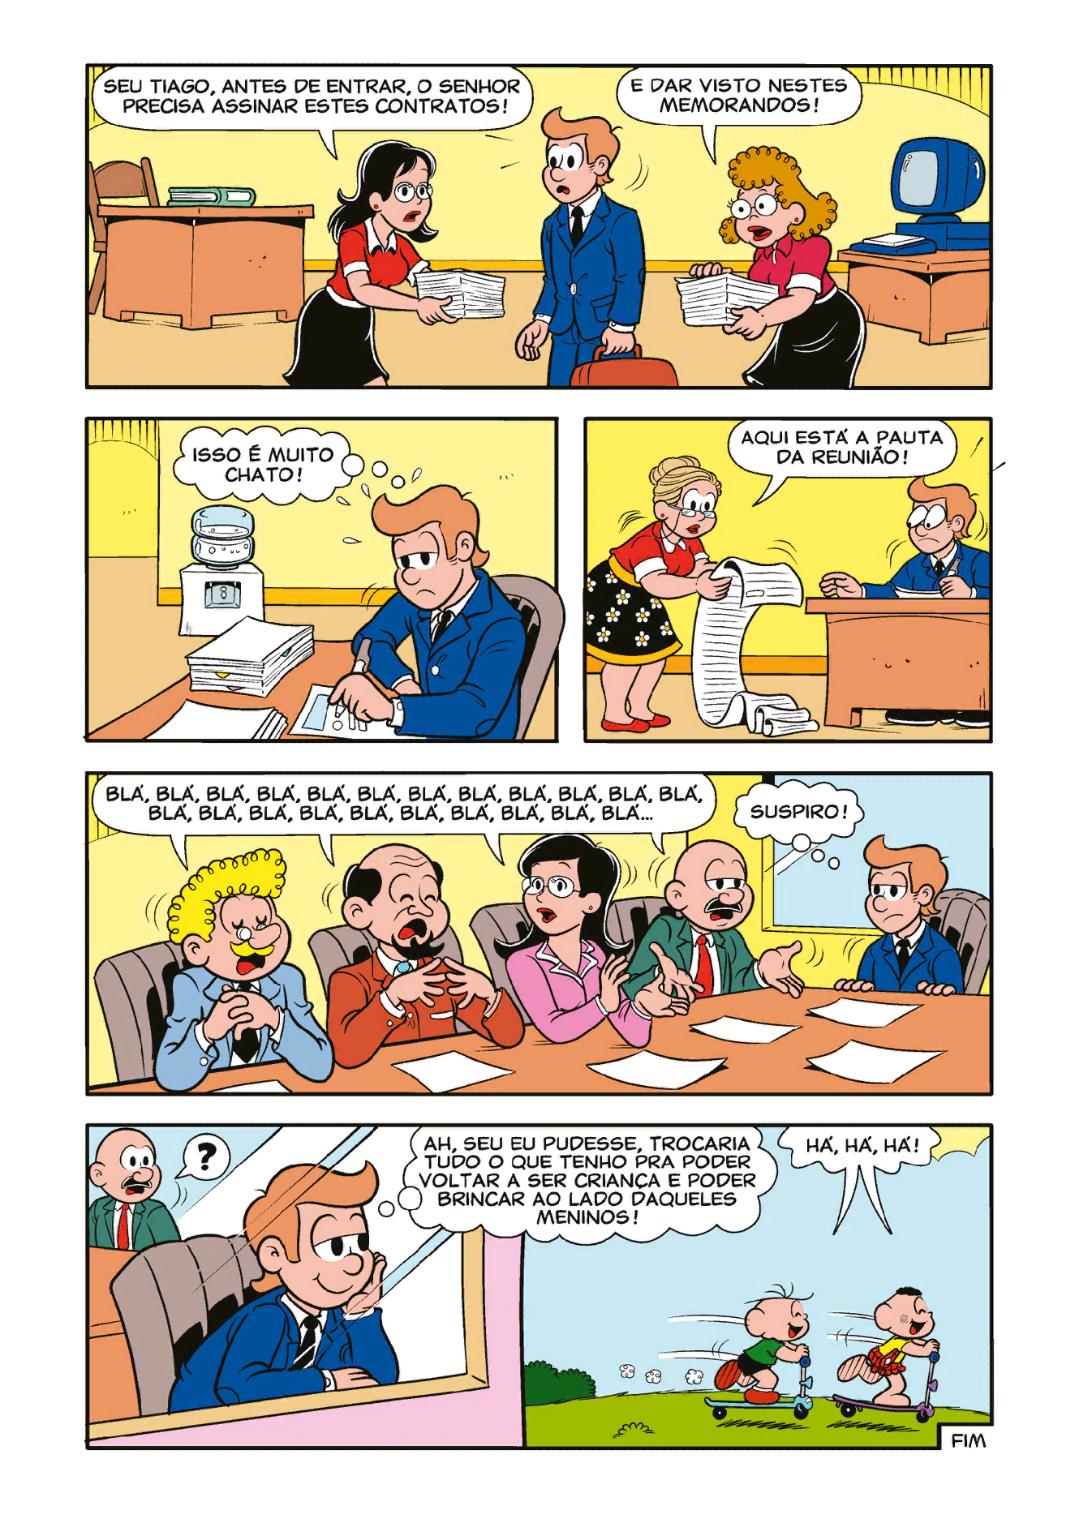 SEU TIAGO, ANTES DE ENTRAR, O SENHOR
PRECISA ASSINAR ESTES CONTRATOS!
E DAR VISTO NESTES
MEMORANDOS!
ISSO É MUITO
CHATO!
AQUI ESTÁ A PAUTA
DA REUNIÃO!
BLÁ, BLÁ, BLÁ, BLÁ, BLÁ, BLÁ, BLÁ, BLÁ, BLÁ, BLÁ, BLÁ, BLÁ,
BLÁ, BLÁ, BLÁ, BLÁ, BLÁ, BLÁ, BLÁ, BLÁ, BLÁ, BLÁ...
SUSPIRO!
?
AH, SEU EU PUDESSE, TROCARIA
TUDO O QUE TENHO PRA PODER
VOLTAR A SER CRIANÇA E PODER
BRINCAR AO LADO DAQUELES
MENINOS!
HÁ, HÁ, HÁ!
FIM